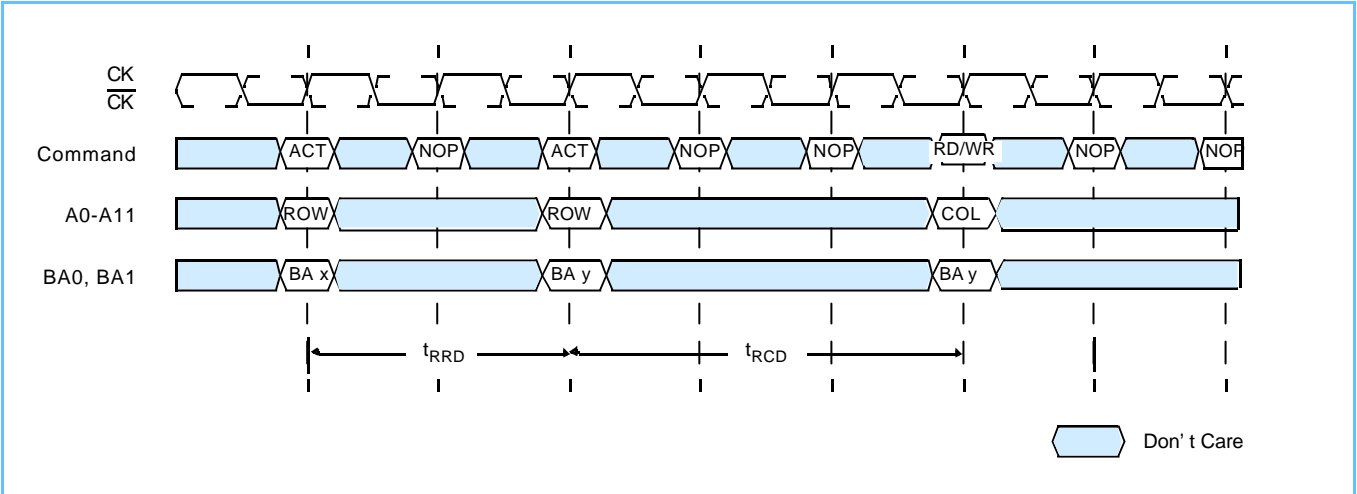 CK
CK
Command ACT NOP ACT NOP NOP RD/WR NOP NOP
A0-A11 ROW ROW COL
BA0, BA1 BA x BA y BA y
tRRD tRCD
Don' t Care